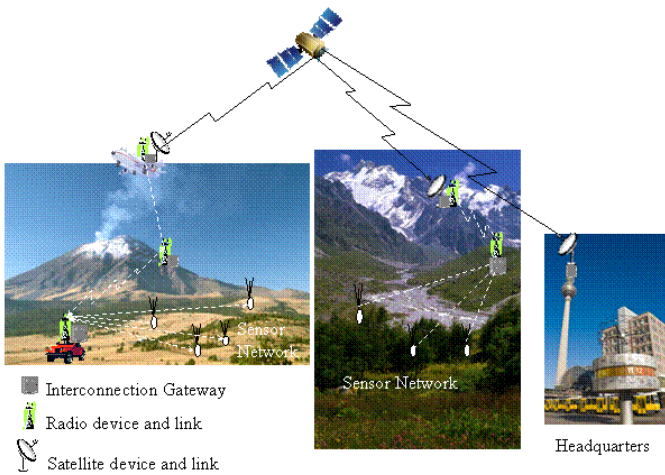 Sensor
Network
Sensor Network
Interconnection Gateway
Radio device and link
Satellite device and link
Headquarters